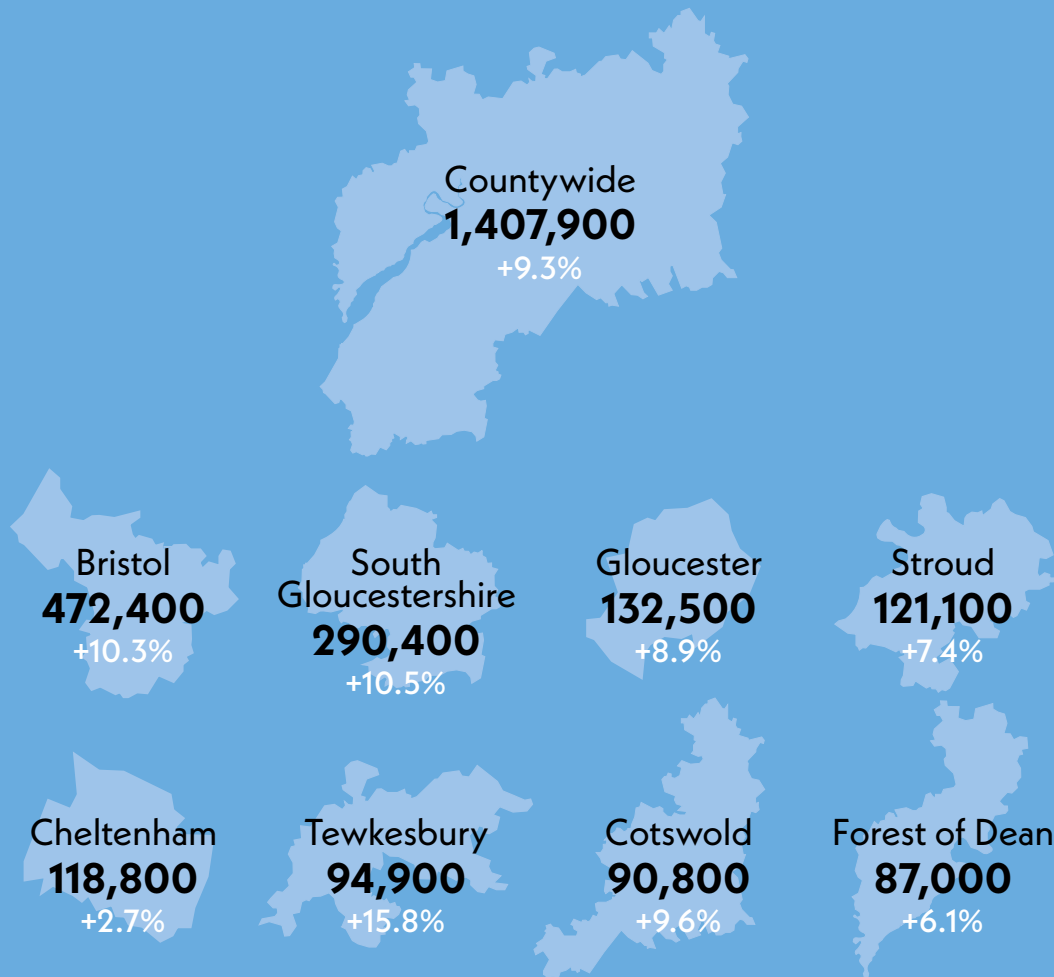 Countywide
1,407,900
+9.3%
Bristol
472,400
+10.3%
South
Gloucestershire
290,400
+10.5%
Gloucester
132,500
+8.9%
Stroud
121,100
+7.4%
Cheltenham
118,800
+2.7%
Tewkesbury
94,900
+15.8%
Cotswold
90,800
+9.6%
Forest of Dean
87,000
+6.1%